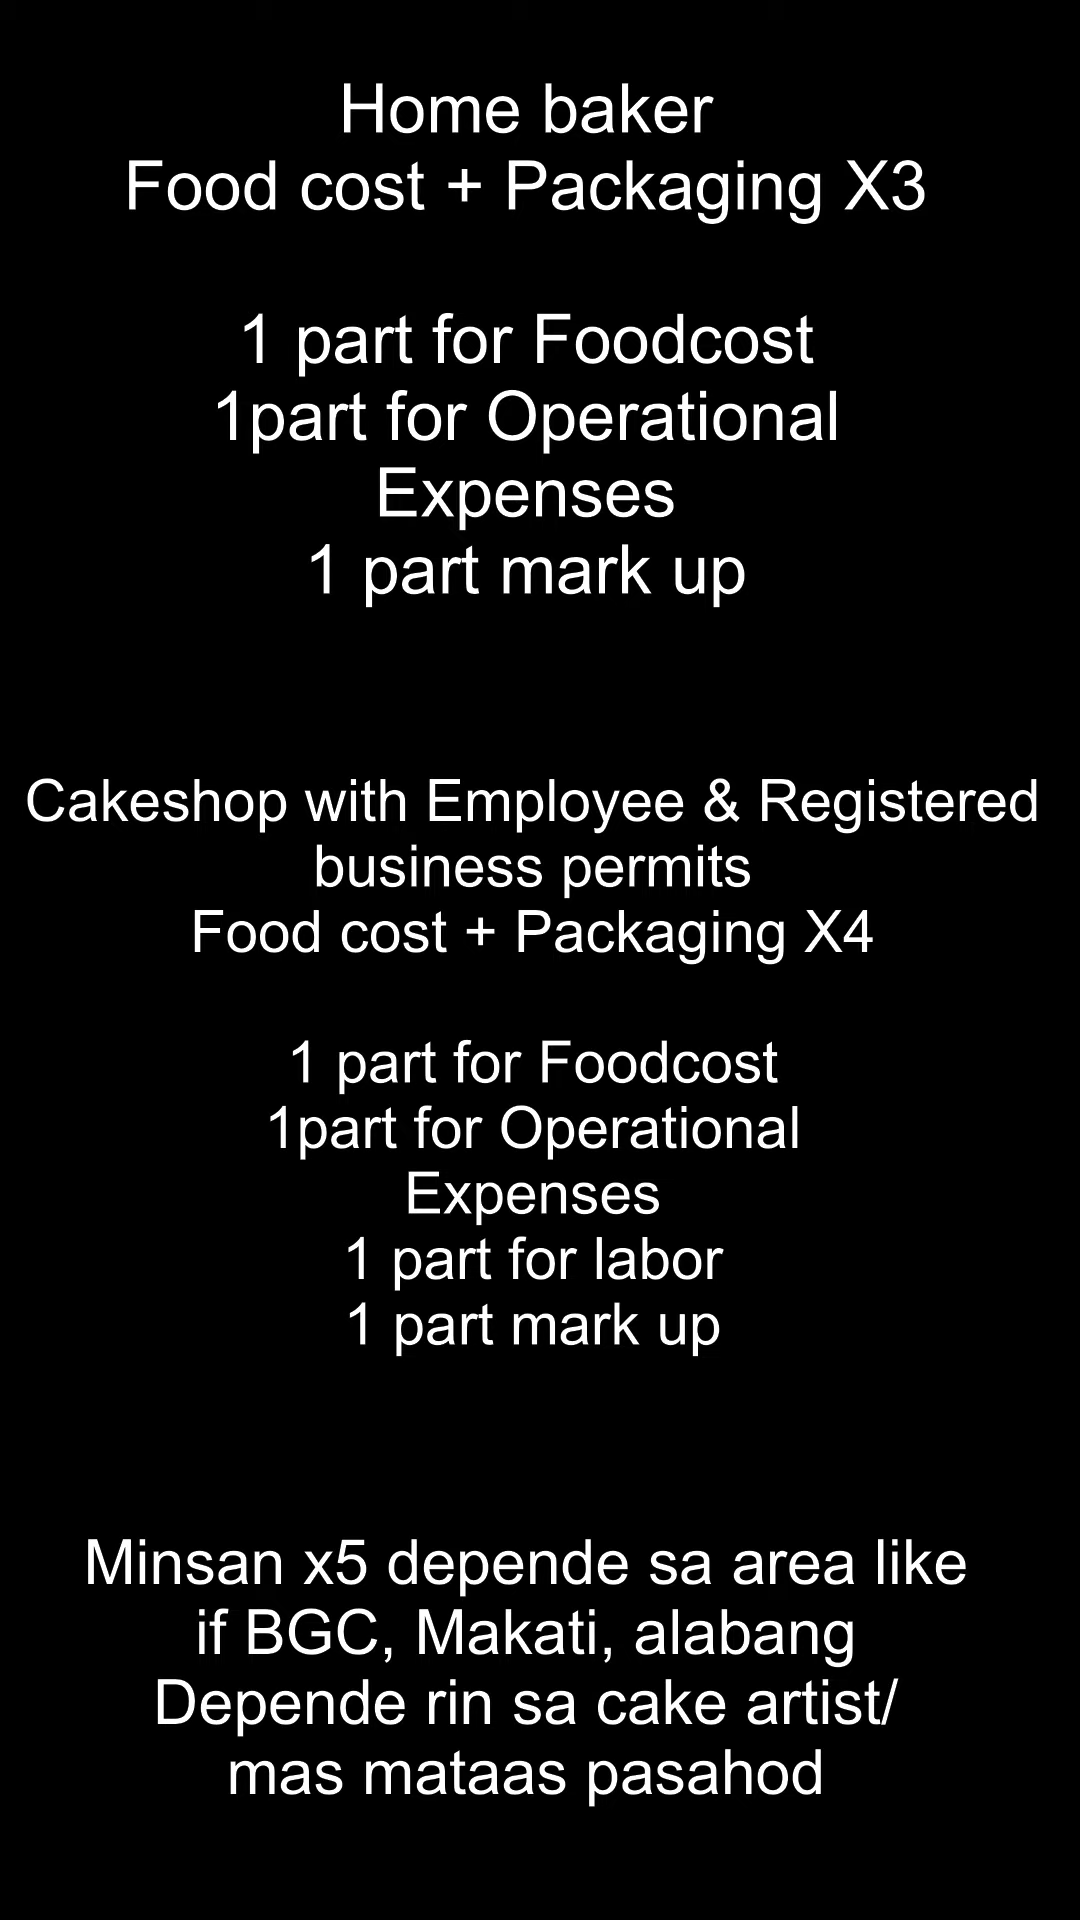 Home baker
Food cost + Packaging X3
1 part for Foodcost
1part for Operational
Expenses
1 part mark up
Cakeshop with Employee & Registered
business permits
Food cost + Packaging X4
1 part for Foodcost
1part for Operational
Expenses
1 part for labor
1 part mark up
Minsan x5 depende sa area like
if BGC, Makati, alabang
Depende rin sa cake artist/
mas mataas pasahod